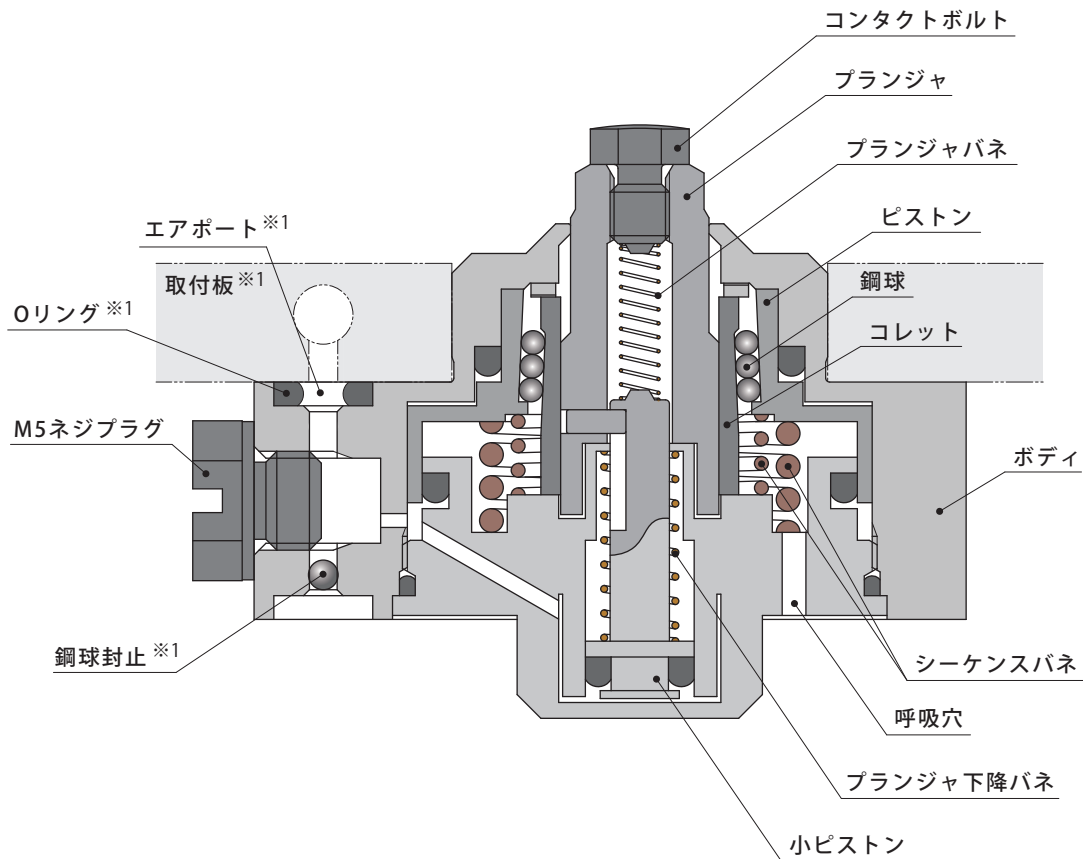 コンタクトボルト
プランジャ
プランジャバネ
エアポート※1
ピストン
取付板※1
鋼球
Oリング※1
コレット
M5ネジプラグ
ボディ
鋼球封止※1
シーケンスバネ
呼吸穴
プランジャ下降バネ
小ピストン